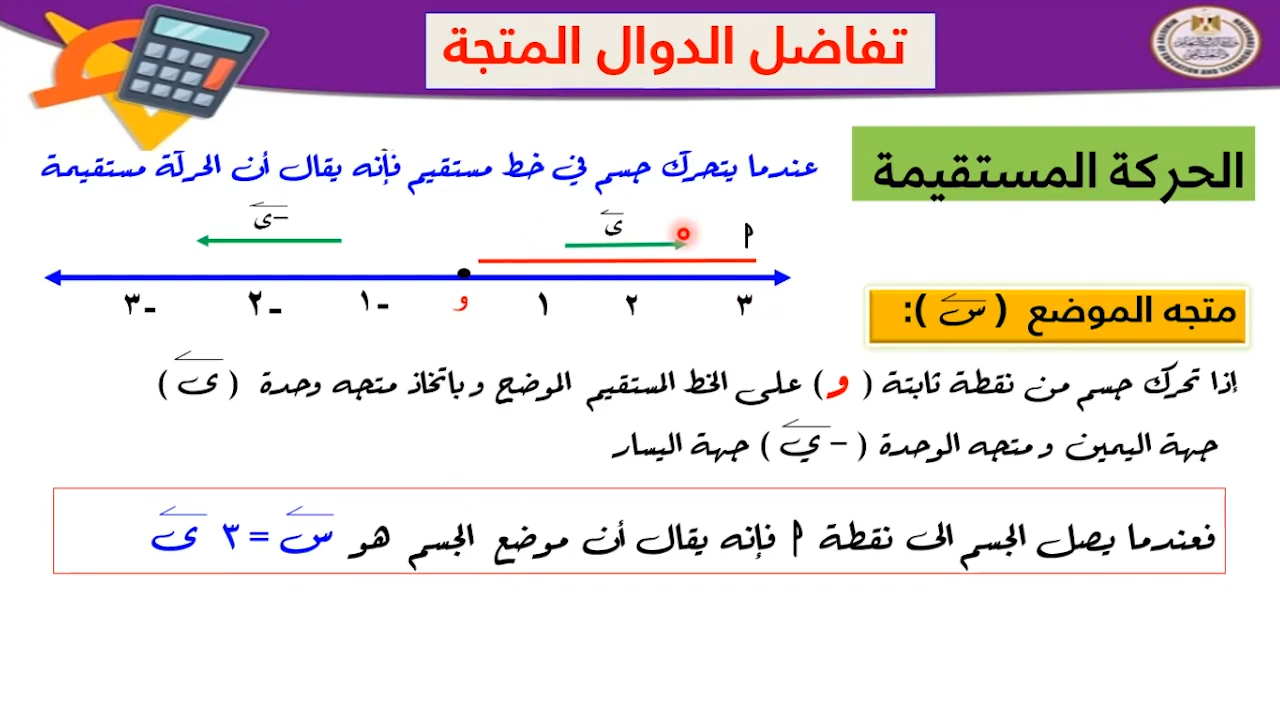 تفاضل الدوال المتجة
الحركة المستقيمة
عندما يتحرك جسم في خط مستقيم فإنه يقال أن الحركة مستقيمة
-ى ى م
-٣ -٢ -١ و ١ ٢ ٣
متجه الموضع ( س ):
إذا تحرك جسم من نقطة ثابتة ( و ) على الخط المستقيم الموضح وباتخاذ متجه وحدة ( ى )
جهة اليمين ومتجه الوحدة ( - ي ) جهة اليسار
فعندما يصل الجسم الى نقطة م فإنه يقال أن موضع الجسم هو س = ٣ ى